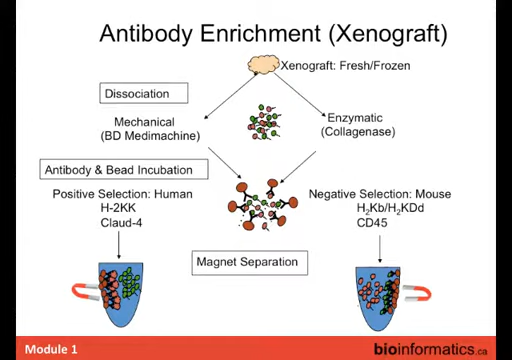 Antibody Enrichment (Xenograft)
Xenograft: Fresh/Frozen
Dissociation
Mechanical
(BD Medimachine)
Enzymatic
(Collagenase)
Antibody & Bead Incubation
Positive Selection: Human
H-2KK
Claud-4
Negative Selection: Mouse
H2Kb/H2KDd
CD45
Magnet Separation
Module 1
bioinformatics.ca